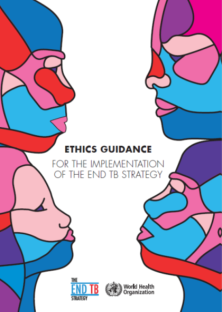 ETHICS GUIDANCE
FOR THE IMPLEMENTATION
OF THE END TB STRATEGY
THE
END TB
STRATEGY
World Health
Organization